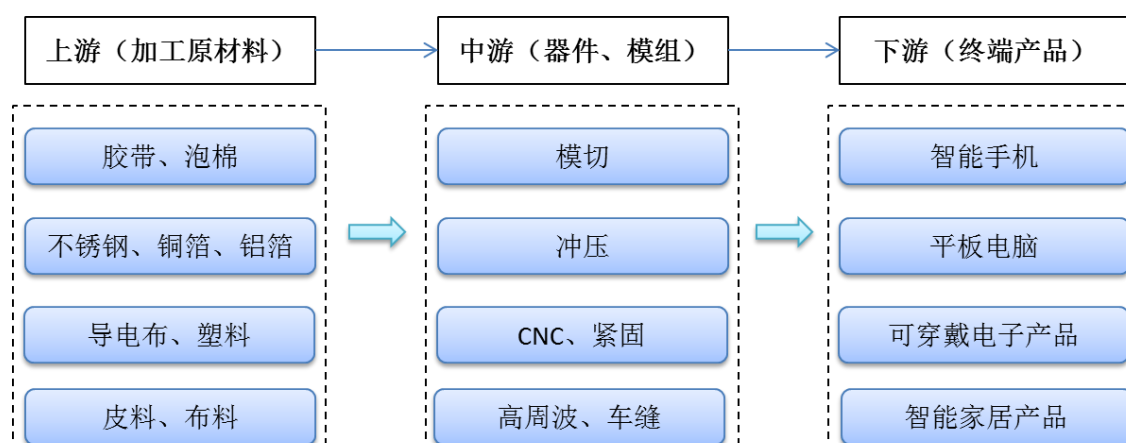 上游（加工原材料）
中游（器件、模组）
下游（终端产品）
胶带、泡棉
模切
智能手机
不锈钢、铜箔、铝箔
冲压
平板电脑
导电布、塑料
CNC、紧固
可穿戴电子产品
皮料、布料
高周波、车缝
智能家居产品